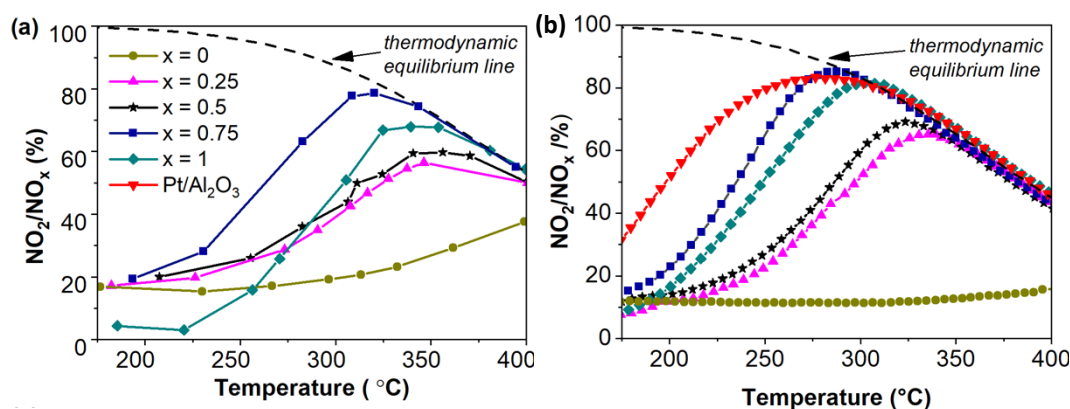 (a)
thermodynamic
equilibrium line
x = 0
x = 0.25
x = 0.5
x = 0.75
x = 1
Pt/Al₂O₃
NO₂/NOₓ (%)
100
80
60
40
20
0
200
250
300
350
400
Temperature ( °C)
(b)
thermodynamic
equilibrium line
NO₂/NOₓ /%)
100
80
60
40
20
0
200
250
300
350
400
Temperature (°C)